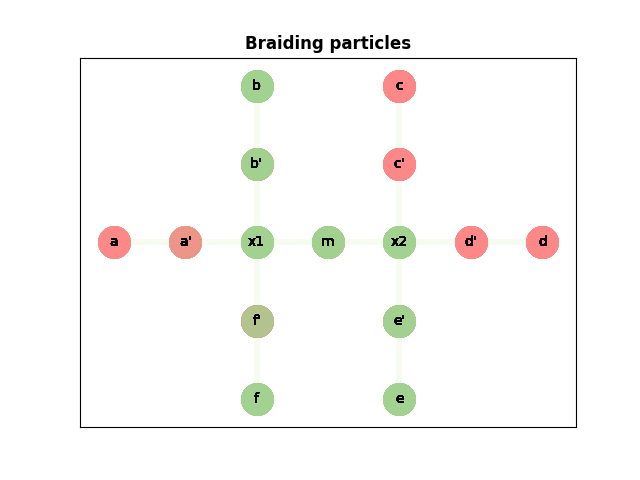 Braiding particles
b c
b' c'
a a' x1 m x2 d' d
f' e'
f e